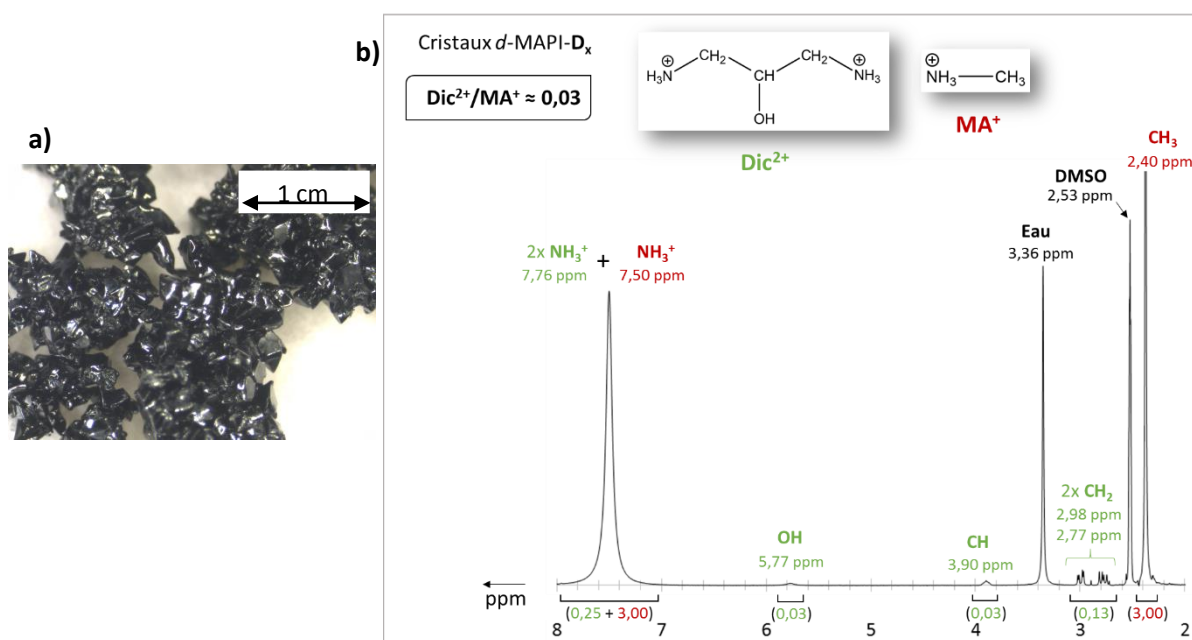 a)
1 cm
b)
Cristaux d-MAPI-Dx
Dic2+/MA+ ≈ 0,03
⊕
H3N
CH2
CH
CH2
⊕
NH3
OH
Dic2+
⊕
NH3
CH3
MA+
CH3
2,40 ppm
DMSO
2,53 ppm
Eau
3,36 ppm
2x NH3+ + NH3+
7,76 ppm 7,50 ppm
2x CH2
2,98 ppm
2,77 ppm
OH
5,77 ppm
CH
3,90 ppm
ppm
(0,25 + 3,00) (0,03) (0,03) (0,13) (3,00)
8 7 6 5 4 3 2